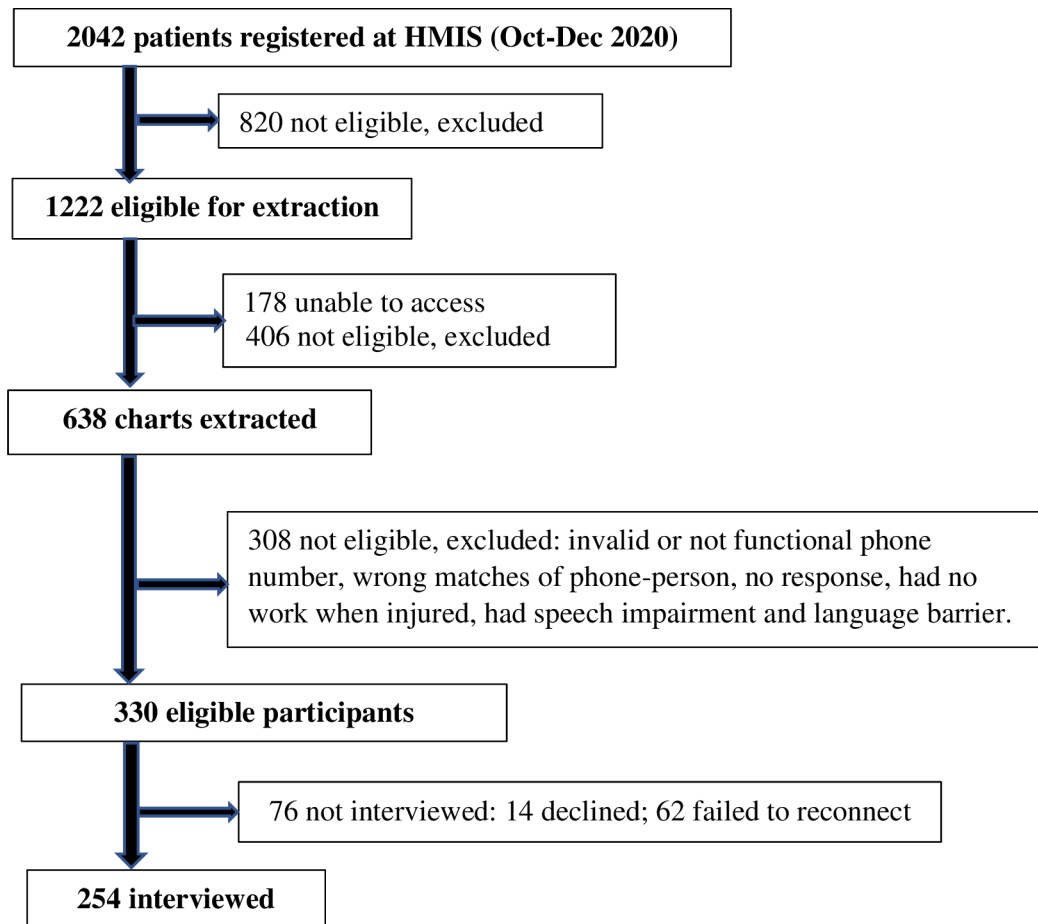 2042 patients registered at HMIS (Oct-Dec 2020)
820 not eligible, excluded
1222 eligible for extraction
178 unable to access
406 not eligible, excluded
638 charts extracted
308 not eligible, excluded: invalid or not functional phone
number, wrong matches of phone-person, no response, had no
work when injured, had speech impairment and language barrier.
330 eligible participants
76 not interviewed: 14 declined; 62 failed to reconnect
254 interviewed